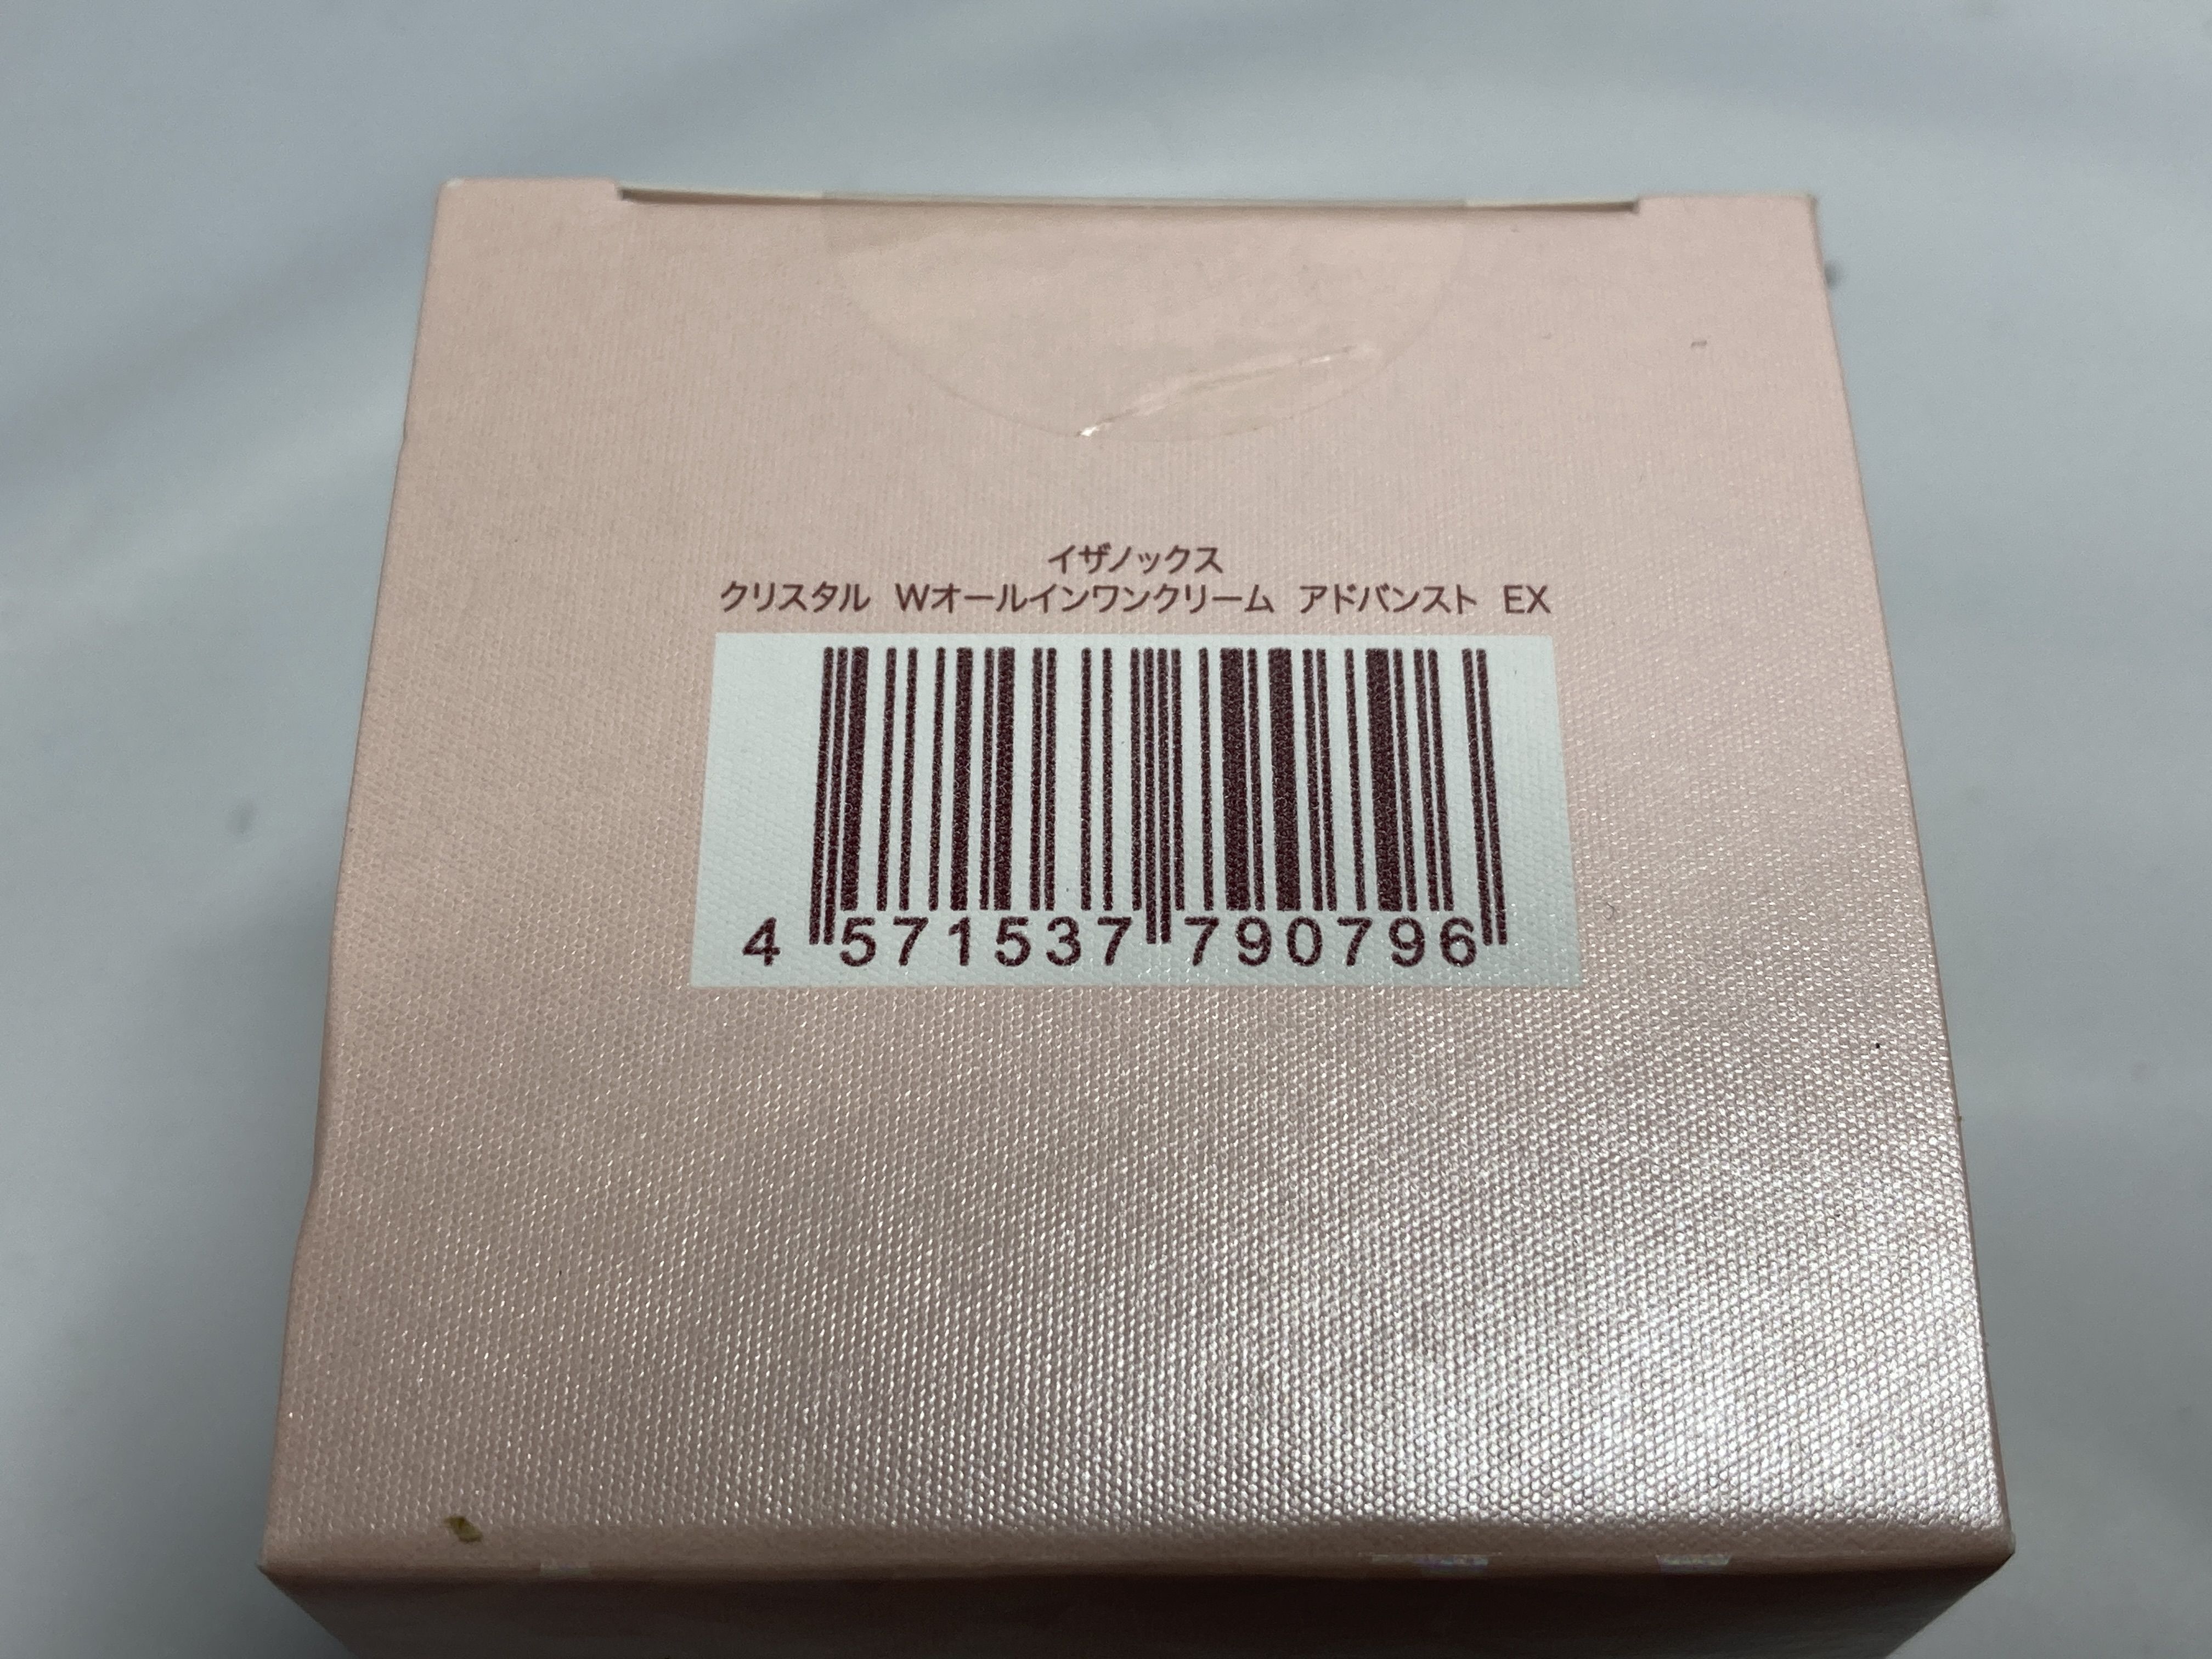 イザノックス
クリスタル Wオールインワンクリーム アドバンスト EX
4 571537 790796